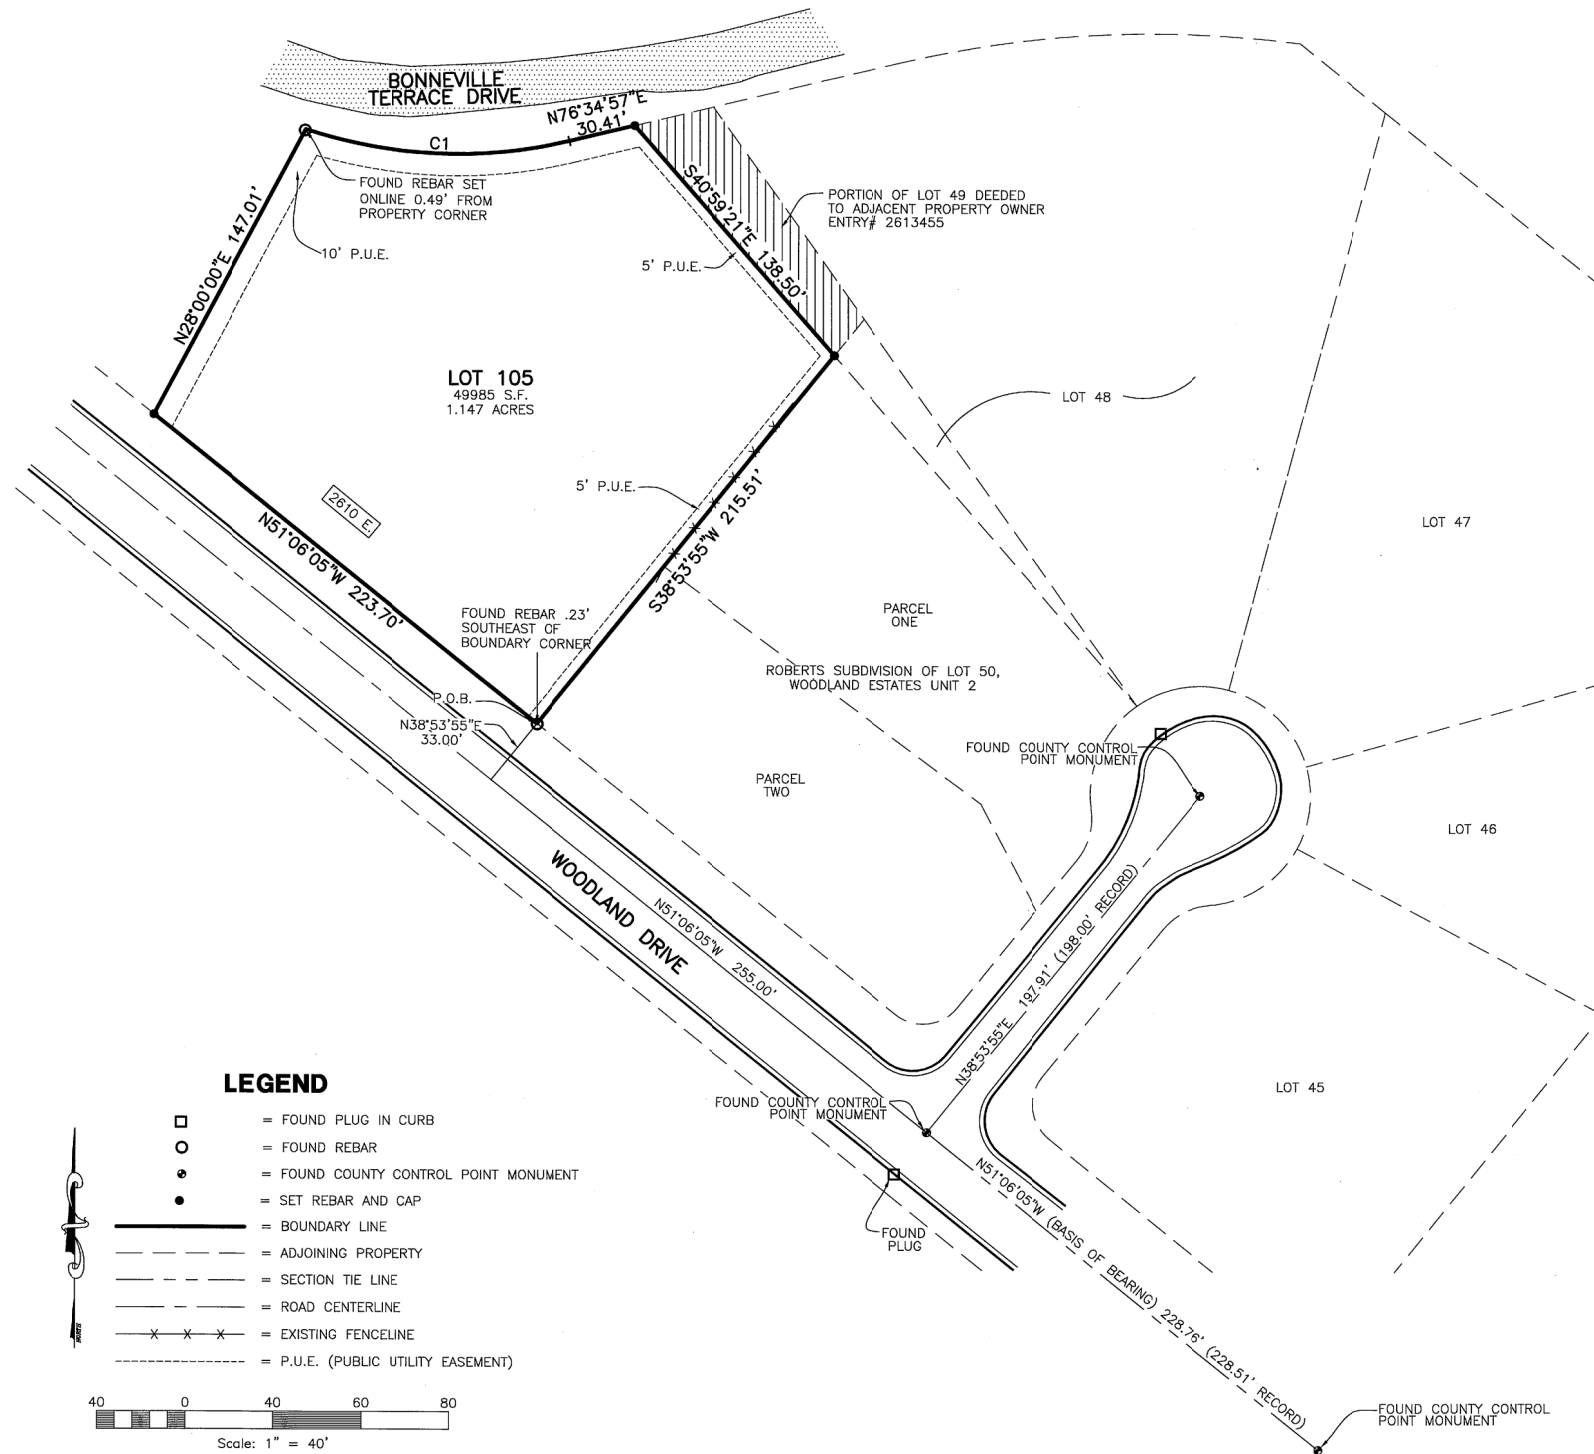 BONNEVILLE
TERRACE DRIVE
N76°34'57"E
30.41'
C1
FOUND REBAR SET
ONLINE 0.49' FROM
PROPERTY CORNER
10' P.U.E.
N28°00'00"E 147.01'
S40°59'21"E 138.50'
5' P.U.E.
PORTION OF LOT 49 DEEDED
TO ADJACENT PROPERTY OWNER
ENTRY# 2613455
LOT 105
49985 S.F.
1.147 ACRES
LOT 48
5' P.U.E.
2610 E.
LOT 47
N51°06'05"W 223.70'
S38°53'55"W 215.51'
FOUND REBAR .23'
SOUTHEAST OF
BOUNDARY CORNER
PARCEL
ONE
ROBERTS SUBDIVISION OF LOT 50,
WOODLAND ESTATES UNIT 2
P.O.B.
N38°53'55"E
33.00'
FOUND COUNTY CONTROL
POINT MONUMENT
PARCEL
TWO
LOT 46
WOODLAND DRIVE
N51°06'05"W 255.00'
N38°53'55"E 197.91' (198.00' RECORD)
LOT 45
FOUND COUNTY CONTROL
POINT MONUMENT
N51°06'05"W (BASIS OF BEARING) 228.76' (228.51' RECORD)
FOUND
PLUG
FOUND COUNTY CONTROL
POINT MONUMENT
LEGEND
= FOUND PLUG IN CURB
= FOUND REBAR
= FOUND COUNTY CONTROL POINT MONUMENT
= SET REBAR AND CAP
= BOUNDARY LINE
= ADJOINING PROPERTY
= SECTION TIE LINE
= ROAD CENTERLINE
X X X = EXISTING FENCELINE
= P.U.E. (PUBLIC UTILITY EASEMENT)
40 0 40 60 80
Scale: 1" = 40'